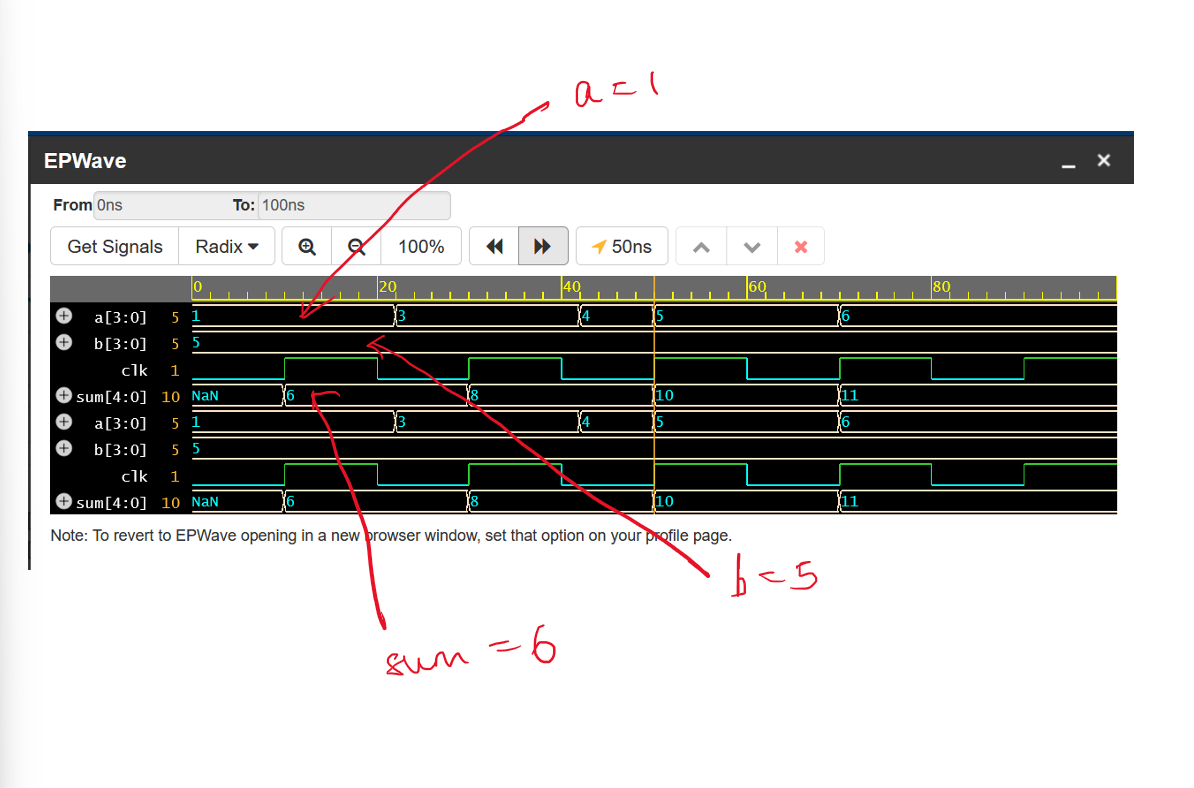 a = 1
EPWave
From 0ns To: 100ns
Get Signals Radix 100% 50ns
0 20 40 60 80
a[3:0] 5 1 3 4 5 6
b[3:0] 5 5
clk 1
sum[4:0] 10 NaN 6 8 10 11
a[3:0] 5 1 3 4 5 6
b[3:0] 5 5
clk 1
sum[4:0] 10 NaN 6 8 10 11
Note: To revert to EPWave opening in a new browser window, set that option on your profile page.
b = 5
sum = 6